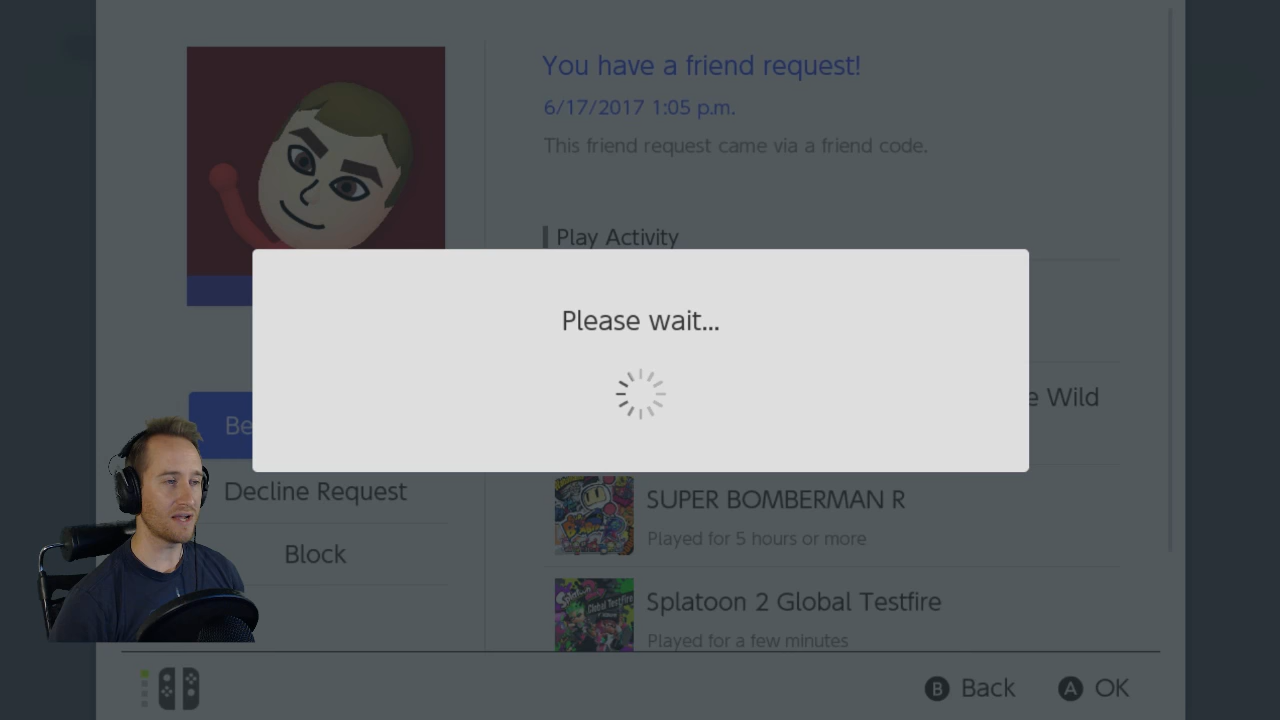 You have a friend request!
6/17/2017 1:05 p.m.
This friend request came via a friend code.
Play Activity
Please wait...
Wild
SUPER BOMBERMAN R
Played for 5 hours or more
Splatoon 2 Global Testfire
Played for a few minutes
Be
Decline Request
Block
B Back
A OK